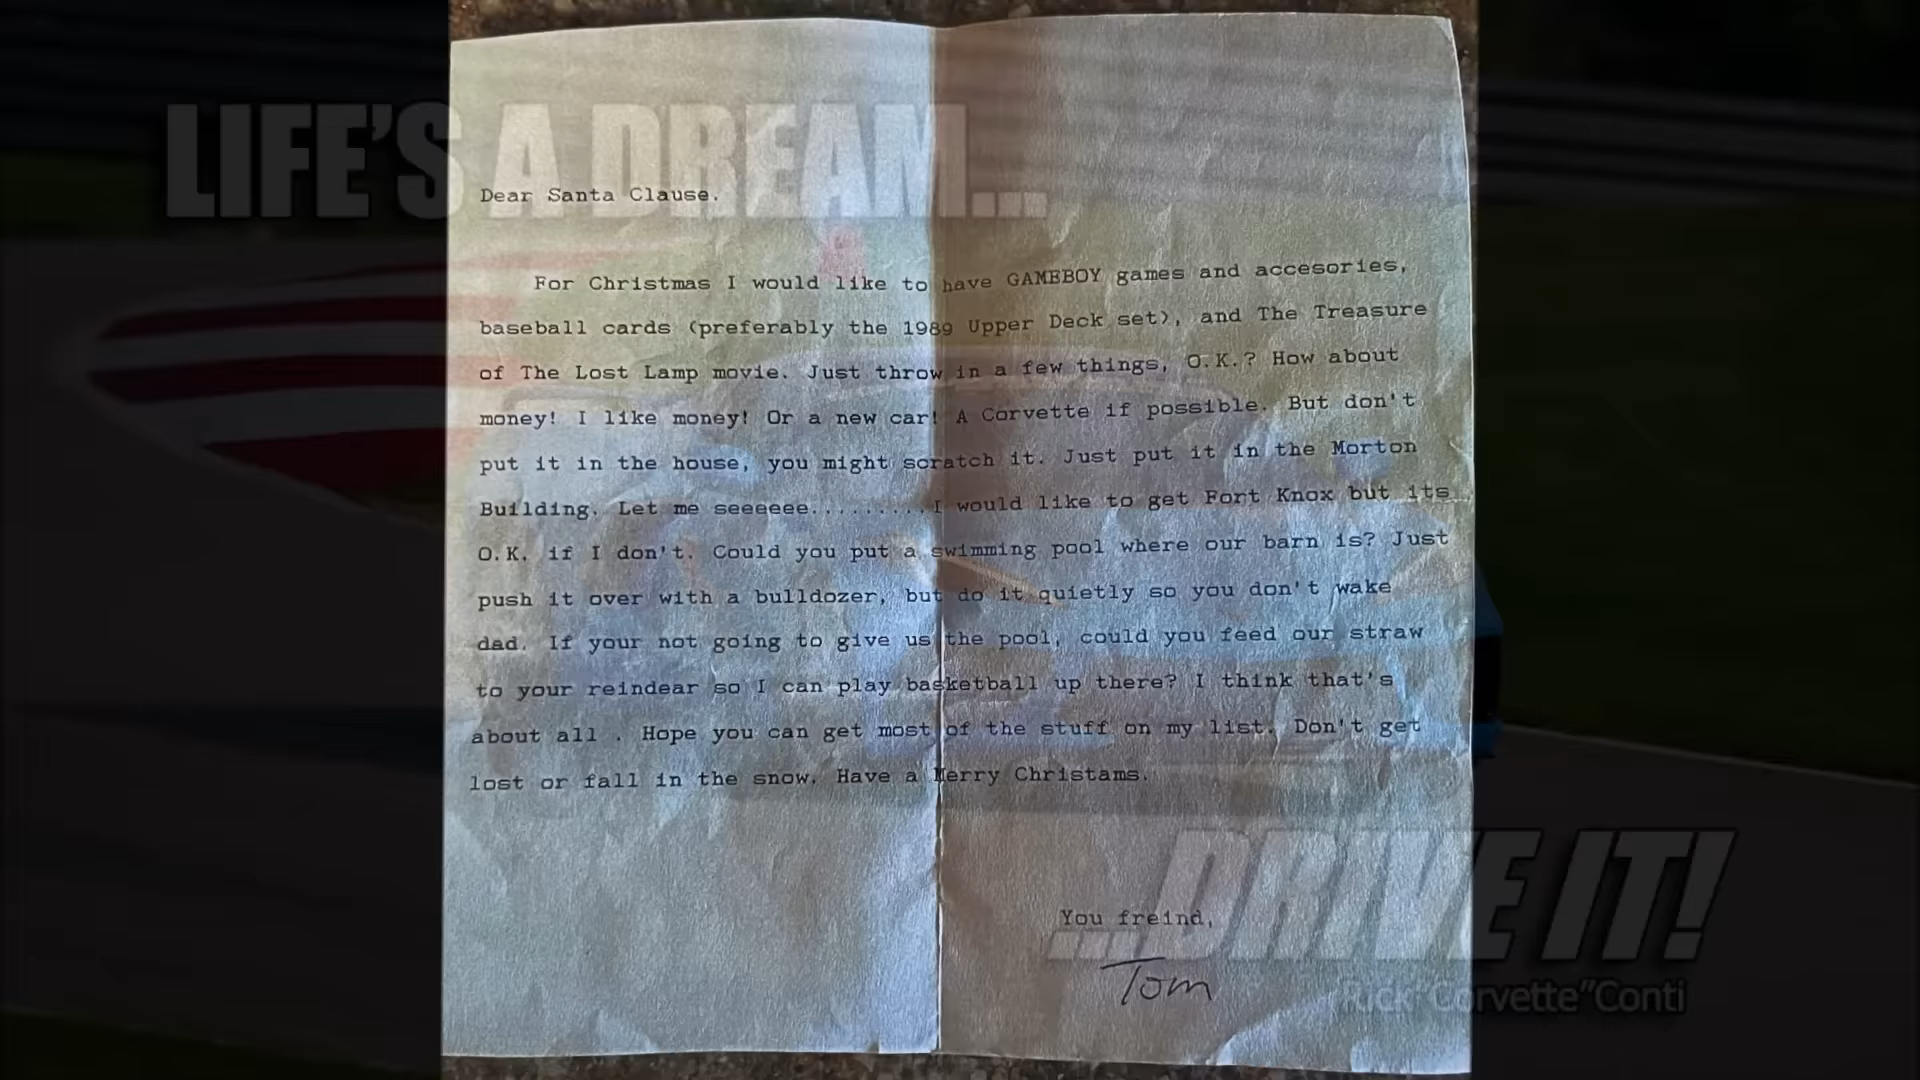 LIFE'S A DREAM...
Dear Santa Clause.
For Christmas I would like to have GAMEBOY games and accesories,
baseball cards (preferably the 1989 Upper Deck set), and The Treasure
of The Lost Lamp movie. Just throw in a few things, O.K.? How about
money! I like money! Or a new car! A Corvette if possible. But don't
put it in the house, you might scratch it. Just put it in the Morton
Building. Let me seeeeee.........I would like to get Fort Knox but its
O.K. if I don't. Could you put a swimming pool where our barn is? Just
push it over with a bulldozer, but do it quietly so you don't wake
dad. If your not going to give us the pool, could you feed our straw
to your reindear so I can play basketball up there? I think that's
about all . Hope you can get most of the stuff on my list. Don't get
lost or fall in the snow. Have a Merry Christams.
You freind,
...DRIVE IT!
Tom
Rick"Corvette"Conti